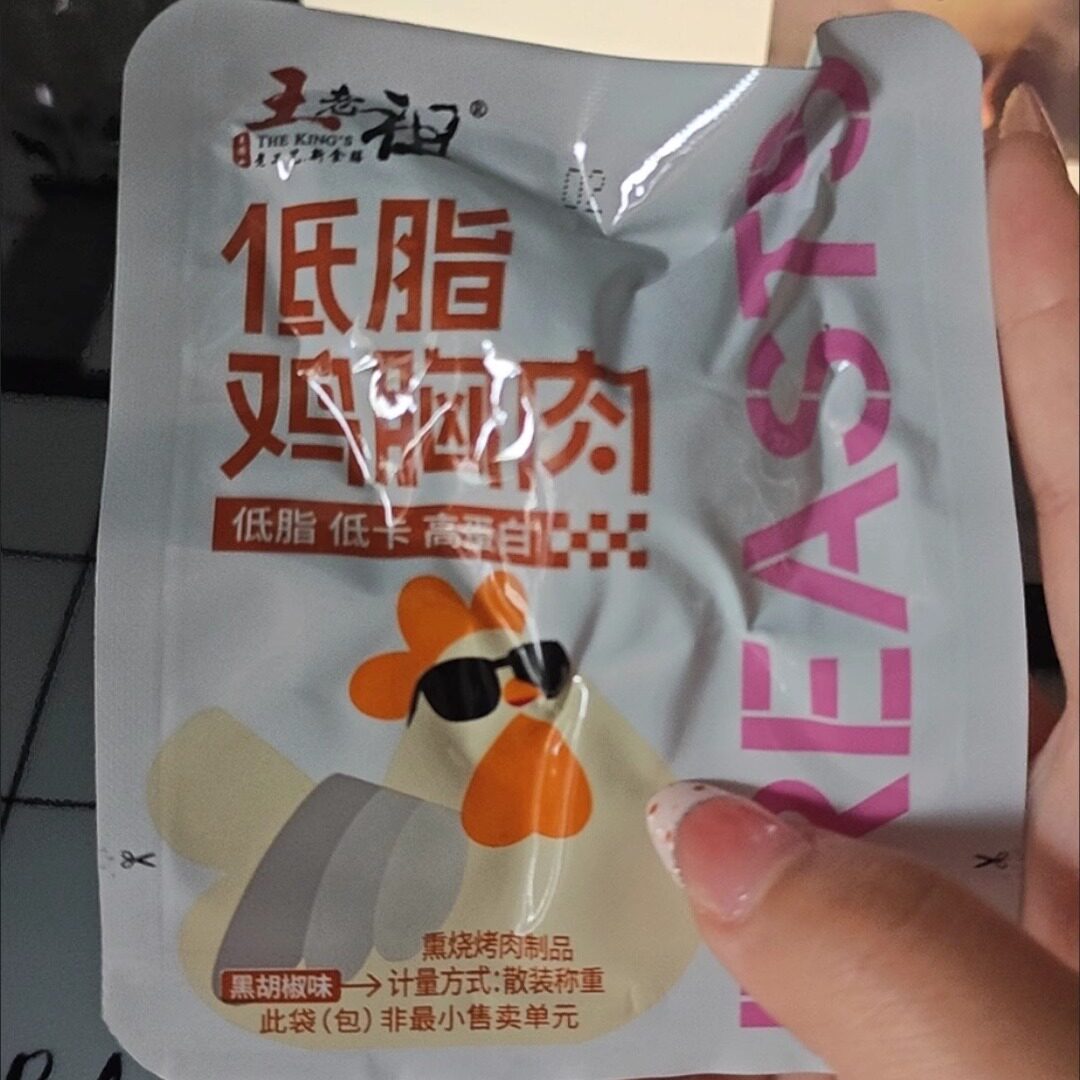 王老祖®
THE KING'S
02
低脂
鸡胸肉
低脂 低卡 高蛋白
REASTS
熏烧烤肉制品
黑胡椒味→计量方式:散装称重
此袋(包)非最小售卖单元